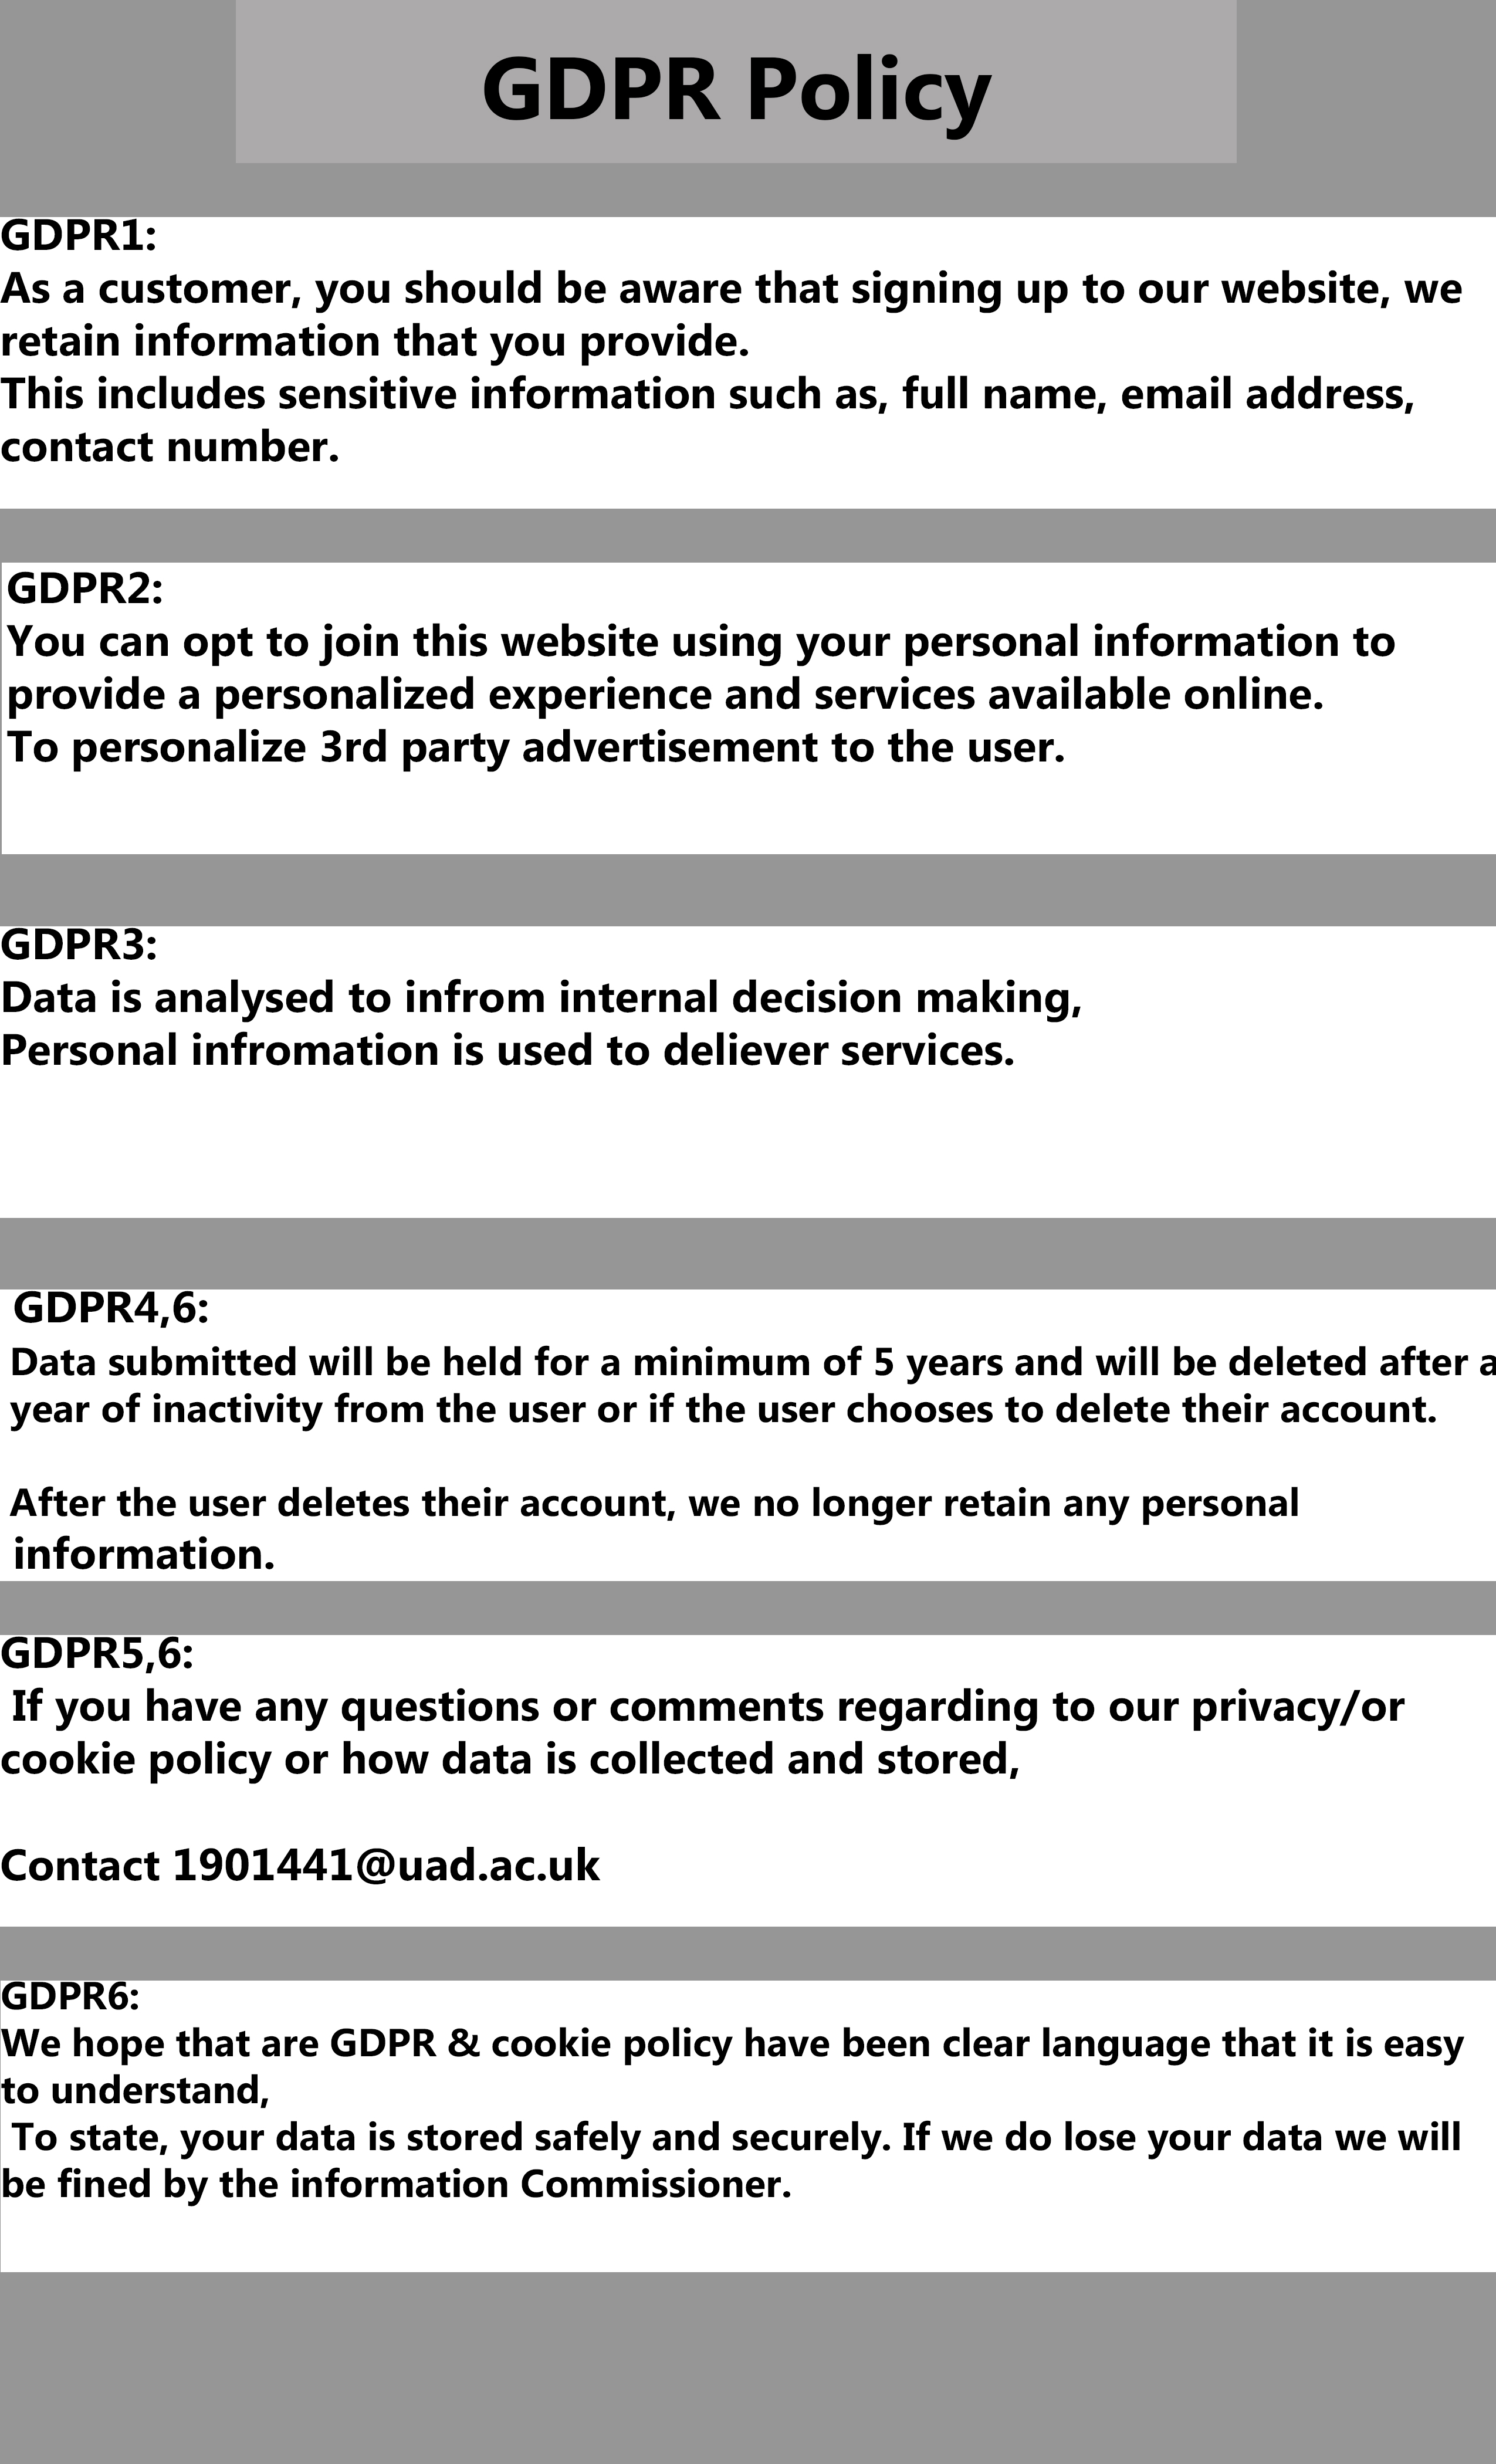 GDPR Policy
GDPR1:
As a customer, you should be aware that signing up to our website, we
retain information that you provide.
This includes sensitive information such as, full name, email address,
contact number.
GDPR2:
You can opt to join this website using your personal information to
provide a personalized experience and services available online.
To personalize 3rd party advertisement to the user.
GDPR3:
Data is analysed to infrom internal decision making,
Personal infromation is used to deliever services.
GDPR4,6:
Data submitted will be held for a minimum of 5 years and will be deleted after a
year of inactivity from the user or if the user chooses to delete their account.
After the user deletes their account, we no longer retain any personal
information.
GDPR5,6:
If you have any questions or comments regarding to our privacy/or
cookie policy or how data is collected and stored,
Contact 1901441@uad.ac.uk
GDPR6:
We hope that are GDPR & cookie policy have been clear language that it is easy
to understand,
To state, your data is stored safely and securely. If we do lose your data we will
be fined by the information Commissioner.